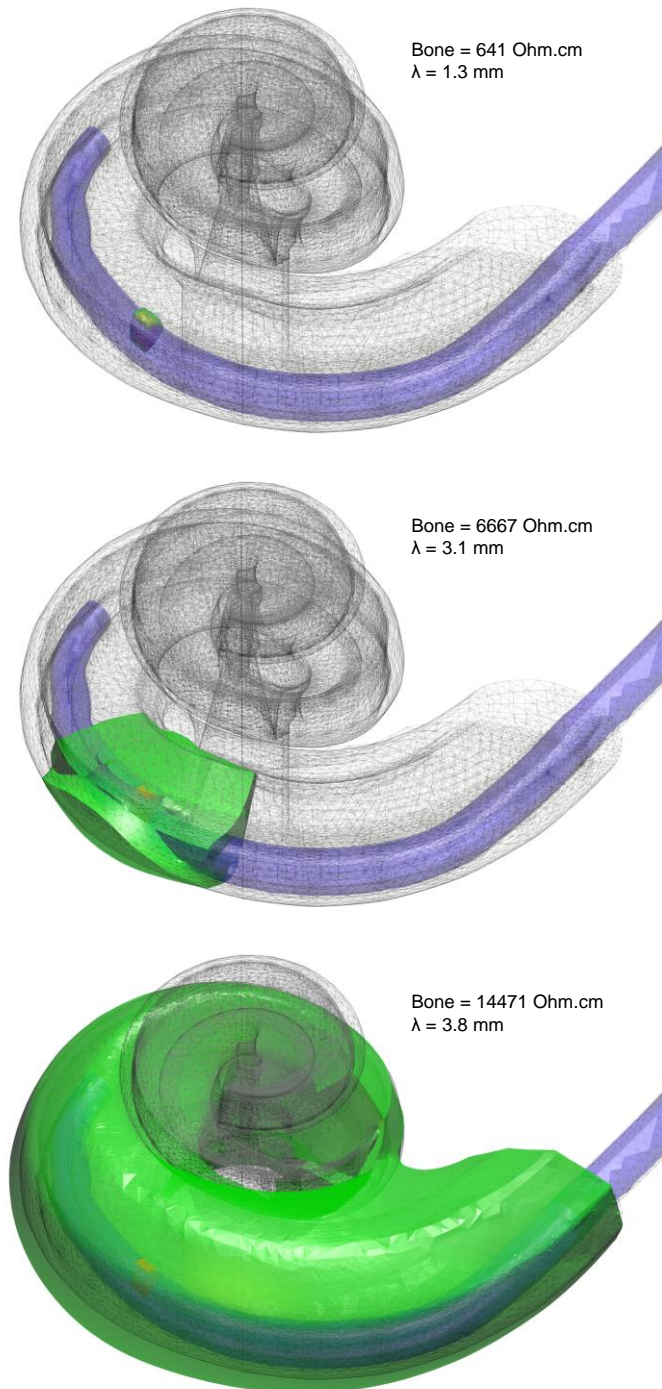 Bone = 641 Ohm.cm
λ = 1.3 mm
Bone = 6667 Ohm.cm
λ = 3.1 mm
Bone = 14471 Ohm.cm
λ = 3.8 mm